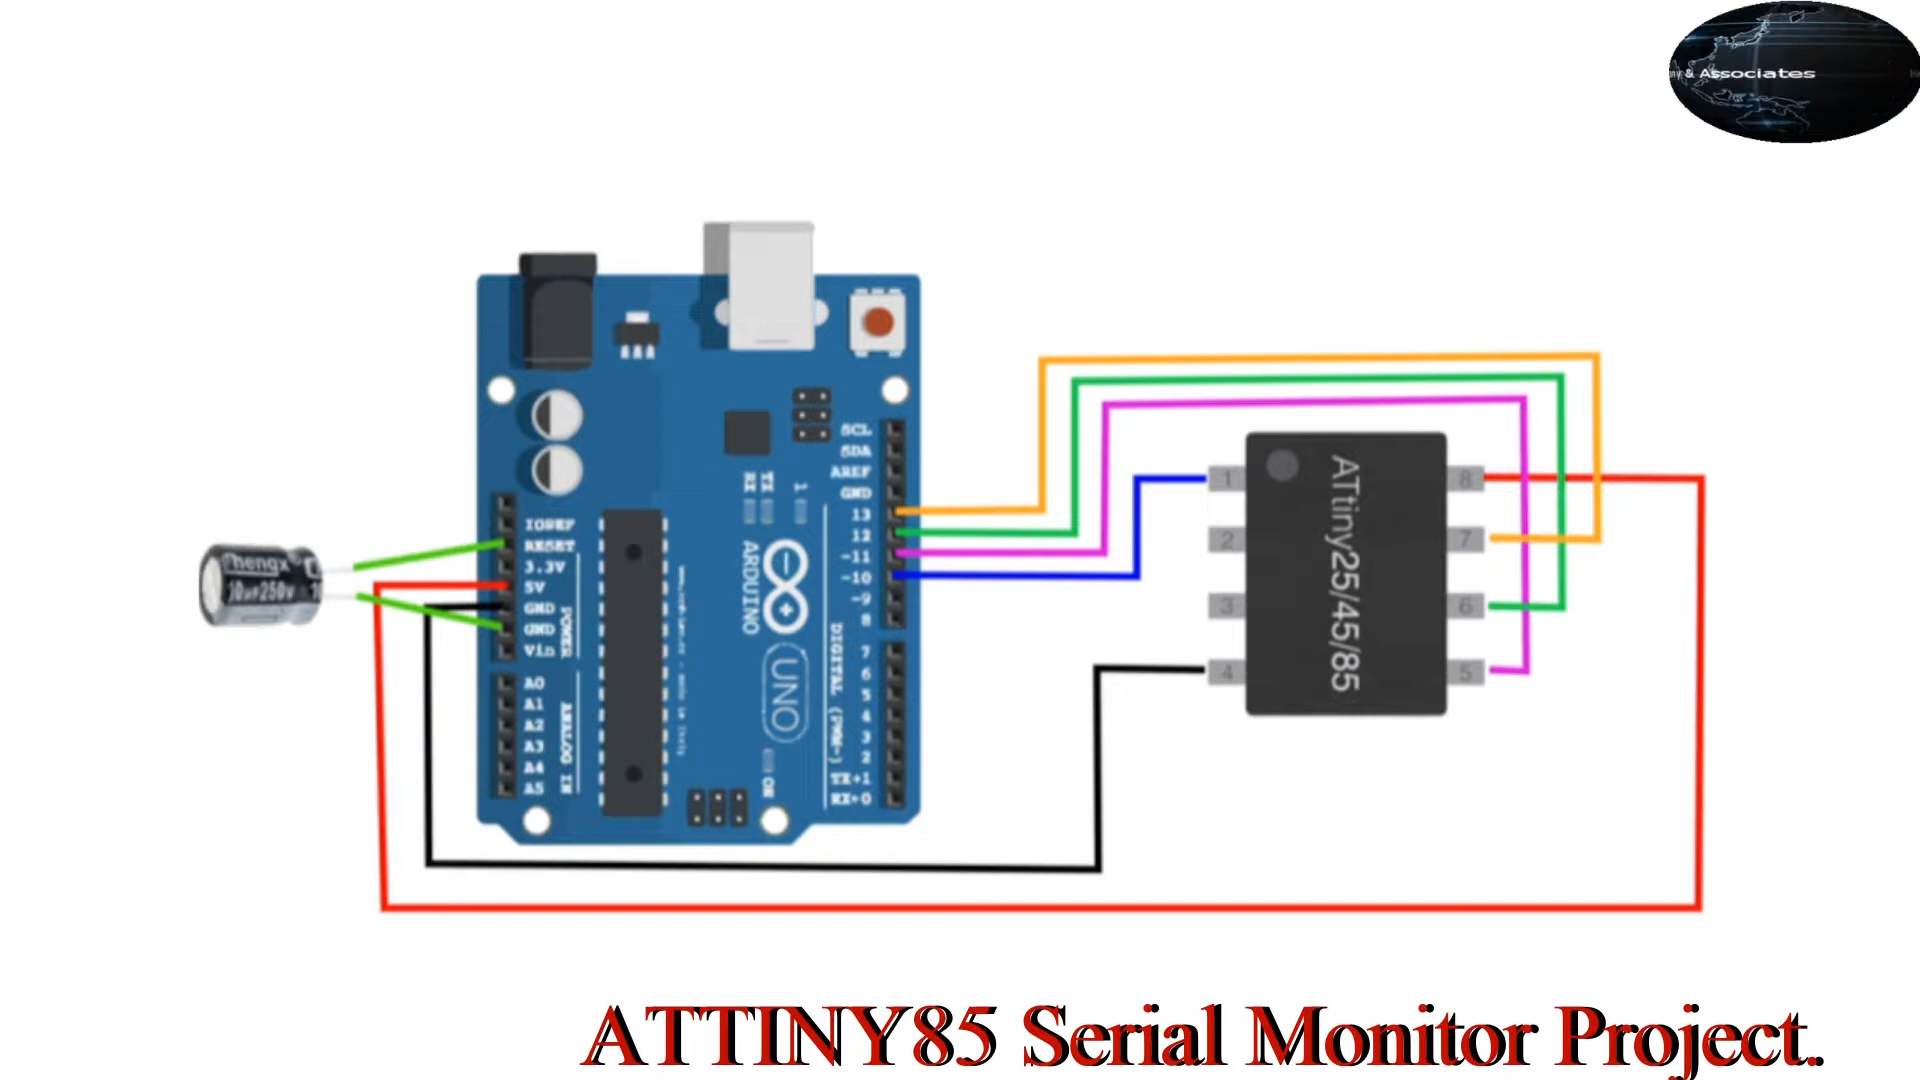 & Associates
IOREF
RESET
3.3V
5V
GND
GND
Vin
POWER
A0
A1
A2
A3
A4
A5
ANALOG IN
RX
TX
1
ARDUINO
UNO
ON
SCL
SDA
AREF
GND
13
12
~11
~10
~9
8
DIGITAL (PWM~)
7
6
5
4
3
2
TX→1
RX←0
1
2
3
4
ATtiny25/45/85
8
7
6
5
ATTINY85 Serial Monitor Project.